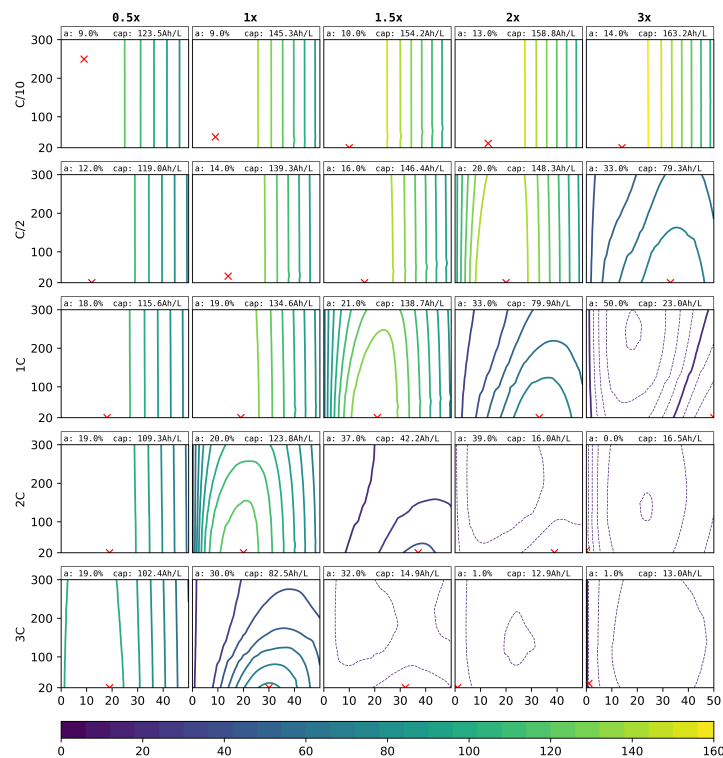 0.5x 1x 1.5x 2x 3x
a: 9.0% cap: 123.5Ah/L a: 9.0% cap: 145.3Ah/L a: 10.0% cap: 154.2Ah/L a: 13.0% cap: 158.8Ah/L a: 14.0% cap: 163.2Ah/L
300
200
100
20
C/10
a: 12.0% cap: 119.0Ah/L a: 14.0% cap: 139.3Ah/L a: 16.0% cap: 146.4Ah/L a: 20.0% cap: 148.3Ah/L a: 33.0% cap: 79.3Ah/L
300
200
100
20
C/2
a: 18.0% cap: 115.6Ah/L a: 19.0% cap: 134.6Ah/L a: 21.0% cap: 138.7Ah/L a: 33.0% cap: 79.9Ah/L a: 50.0% cap: 23.0Ah/L
300
200
100
20
1C
a: 19.0% cap: 109.3Ah/L a: 20.0% cap: 123.8Ah/L a: 37.0% cap: 42.2Ah/L a: 39.0% cap: 16.0Ah/L a: 0.0% cap: 16.5Ah/L
300
200
100
20
2C
a: 19.0% cap: 102.4Ah/L a: 30.0% cap: 82.5Ah/L a: 32.0% cap: 14.9Ah/L a: 1.0% cap: 12.9Ah/L a: 1.0% cap: 13.0Ah/L
300
200
100
20
3C
0 20 40 0 20 40 0 20 40 0 20 40 0 10 20 30 40 50
0 20 40 60 80 100 120 140 160